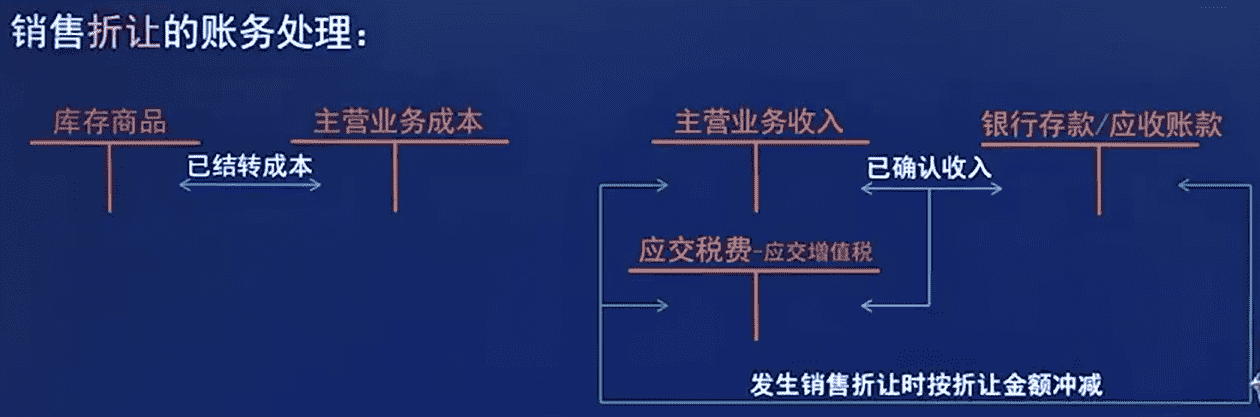 销售折让的账务处理：
库存商品
主营业务成本
主营业务收入
银行存款/应收账款
已结转成本
已确认收入
应交税费-应交增值税
发生销售折让时按折让金额冲减